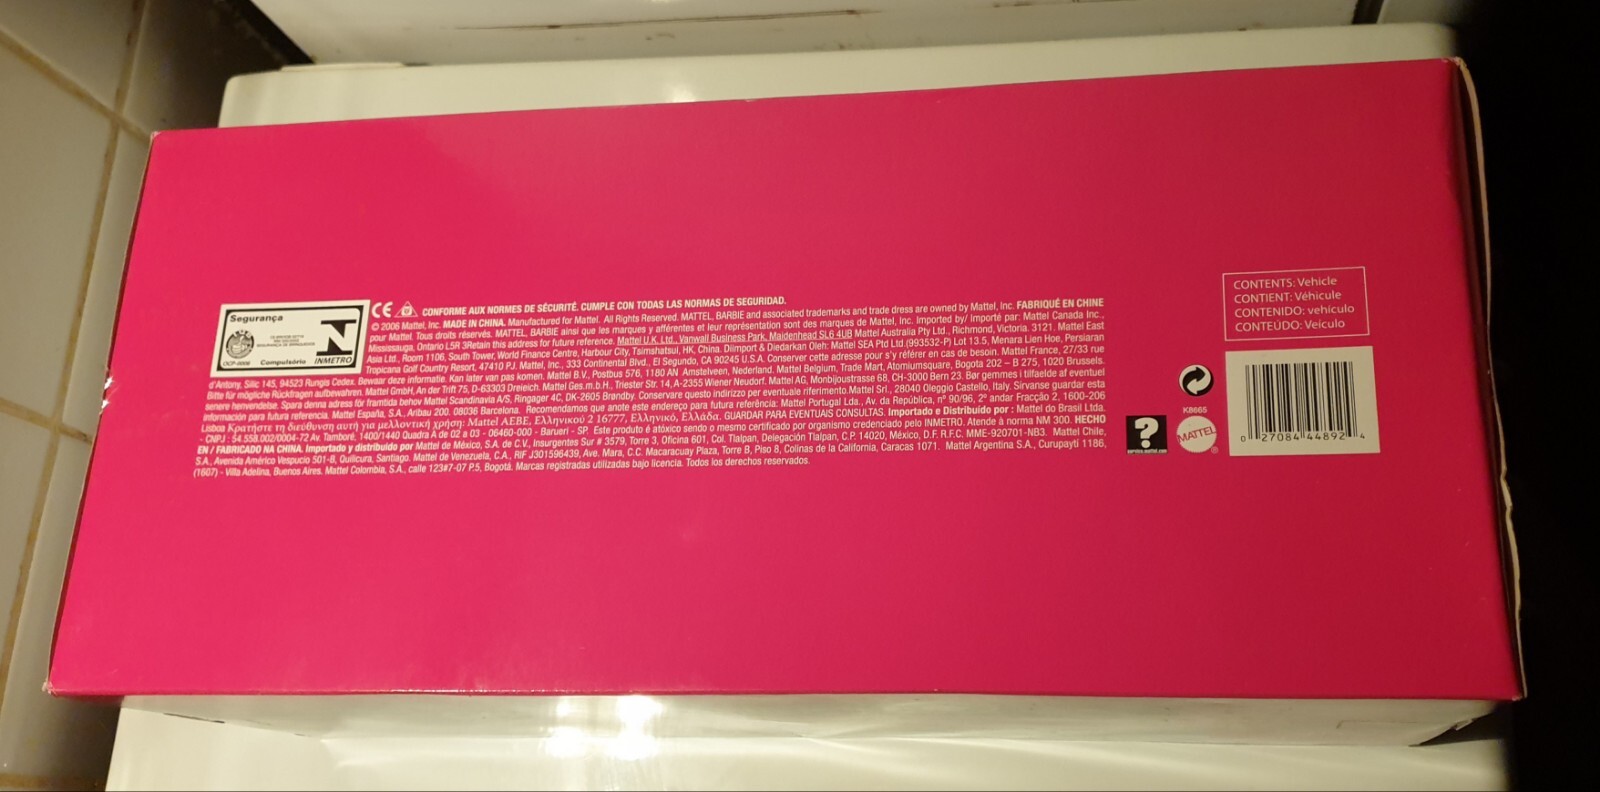 Segurança
OCP-0006 Compulsório INMETRO
CE CONFORME AUX NORMES DE SÉCURITÉ. CUMPLE CON TODAS LAS NORMAS DE SEGURIDAD.
© 2006 Mattel, Inc. MADE IN CHINA. Manufactured for Mattel. All Rights Reserved. MATTEL, BARBIE and associated trademarks and trade dress are owned by Mattel, Inc. FABRIQUÉ EN CHINE
pour Mattel. Tous droits réservés. MATTEL, BARBIE ainsi que les marques y afférentes et leur représentation sont des marques de Mattel, Inc. Imported by/ Importé par: Mattel Canada Inc.,
Mississauga, Ontario L5R 3 Retain this address for future reference. Mattel U.K. Ltd., Vanwall Business Park, Maidenhead SL6 4UB Mattel Australia Pty Ltd., Richmond, Victoria. 3121. Mattel East
Asia Ltd., Room 1106, South Tower, World Finance Centre, Harbour City, Tsimshatsui, HK, China. Diimport & Diedarkan Oleh: Mattel SEA Ptd Ltd.(993532-P) Lot 13.5, Menara Lien Hoe, Persiaran
Tropicana Golf Country Resort, 47410 PJ. Mattel, Inc., 333 Continental Blvd., El Segundo, CA 90245 U.S.A. Conserver cette adresse pour s'y référer en cas de besoin. Mattel France, 27/33 rue
d'Antony, Silic 145, 94523 Rungis Cedex. Bewaar deze informatie. Kan later van pas komen. Mattel B.V., Postbus 576, 1180 AN Amstelveen, Nederland. Mattel Belgium, Trade Mart, Atomiumsquare, Bogota 202 – B 275, 1020 Brussels.
Bitte für mögliche Rückfragen aufbewahren. Mattel GmbH, An der Trift 75, D-63303 Dreieich. Mattel Ges.m.b.H., Triester Str. 14, A-2355 Wiener Neudorf. Mattel AG, Monbijoustrasse 68, CH-3000 Bern 23. Bør gemmes i tilfælde af eventuel
senere henvendelse. Spara denna adress för framtida behov Mattel Scandinavia A/S, Ringager 4C, DK-2605 Brøndby. Conservare questo indirizzo per eventuale riferimento. Mattel Srl., 28040 Oleggio Castello, Italy. Sírvanse guardar esta
información para futura referencia. Mattel España, S.A., Aribau 200. 08036 Barcelona. Recomendamos que anote este endereço para futura referência: Mattel Portugal Lda., Av. da República, nº 90/96, 2º andar Fracção 2, 1600-206
Lisboa Κρατήστε τη διεύθυνση αυτή για μελλοντική χρήση: Mattel AEBE, Ελληνικού 2 16777, Ελληνικό, Ελλάδα. GUARDAR PARA EVENTUAIS CONSULTAS. Importado e Distribuído por : Mattel do Brasil Ltda.
- CNPJ : 54.558.002/0004-72 Av. Tamboré, 1400/1440 Quadra A de 02 a 03 - 06460-000 - Barueri - SP. Este produto é atóxico sendo o mesmo certificado por organismo credenciado pelo INMETRO. Atende à norma NM 300. HECHO
EN / FABRICADO NA CHINA. Importado y distribuido por Mattel de México, S.A. de C.V., Insurgentes Sur # 3579, Torre 3, Oficina 601, Col. Tlalpan, Delegación Tlalpan, C.P. 14020, México, D.F. R.F.C. MME-920701-NB3. Mattel Chile,
S.A., Avenida Américo Vespucio 501-B, Quilicura, Santiago. Mattel de Venezuela, C.A., RIF J301596439, Ave. Mara, C.C. Macaracuay Plaza, Torre B, Piso 8, Colinas de la California, Caracas 1071. Mattel Argentina S.A., Curupaytí 1186,
(1607) - Villa Adelina, Buenos Aires. Mattel Colombia, S.A., calle 123#7-07 P.5, Bogotá. Marcas registradas utilizadas bajo licencia. Todos los derechos reservados.
?
service.mattel.com
K8665
MATTEL
CONTENTS: Vehicle
CONTIENT: Véhicule
CONTENIDO: vehículo
CONTEÚDO: Veículo
0 27084 44892 4